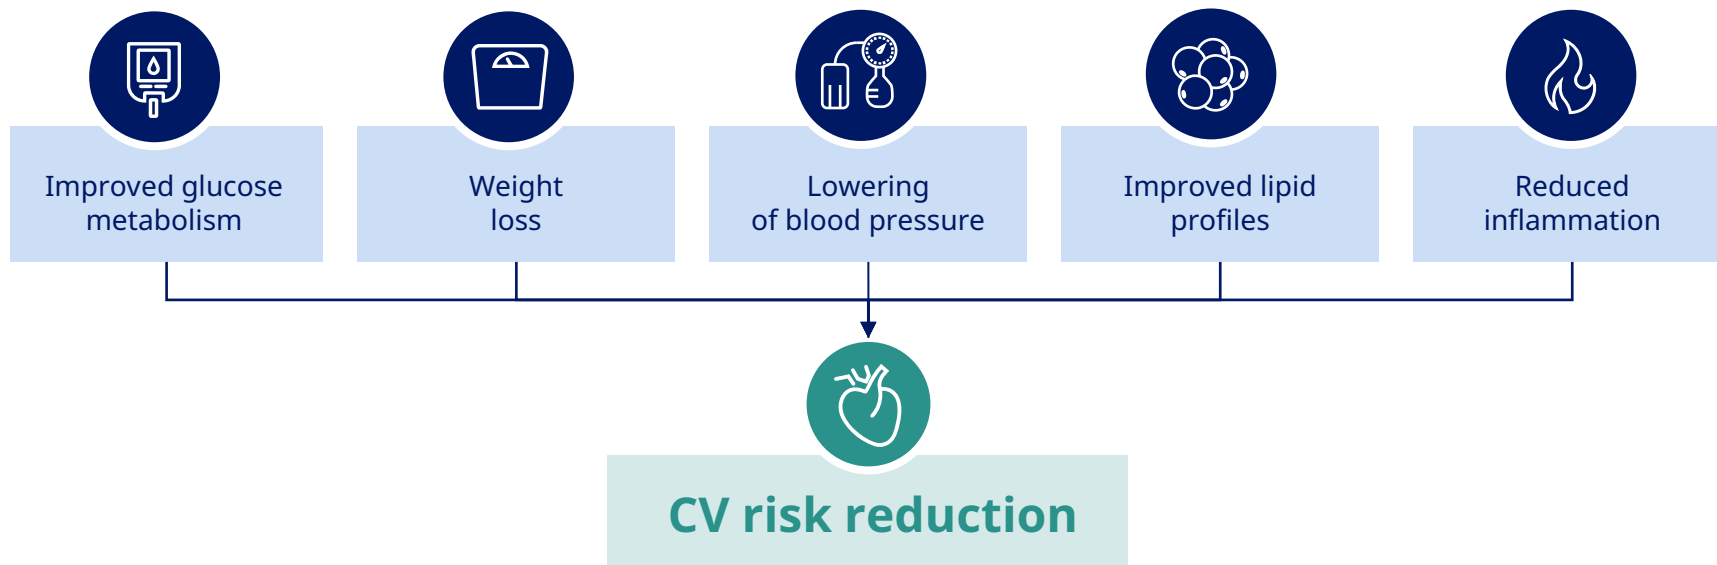 Improved glucose
metabolism
Weight
loss
Lowering
of blood pressure
Improved lipid
profiles
Reduced
inflammation
CV risk reduction